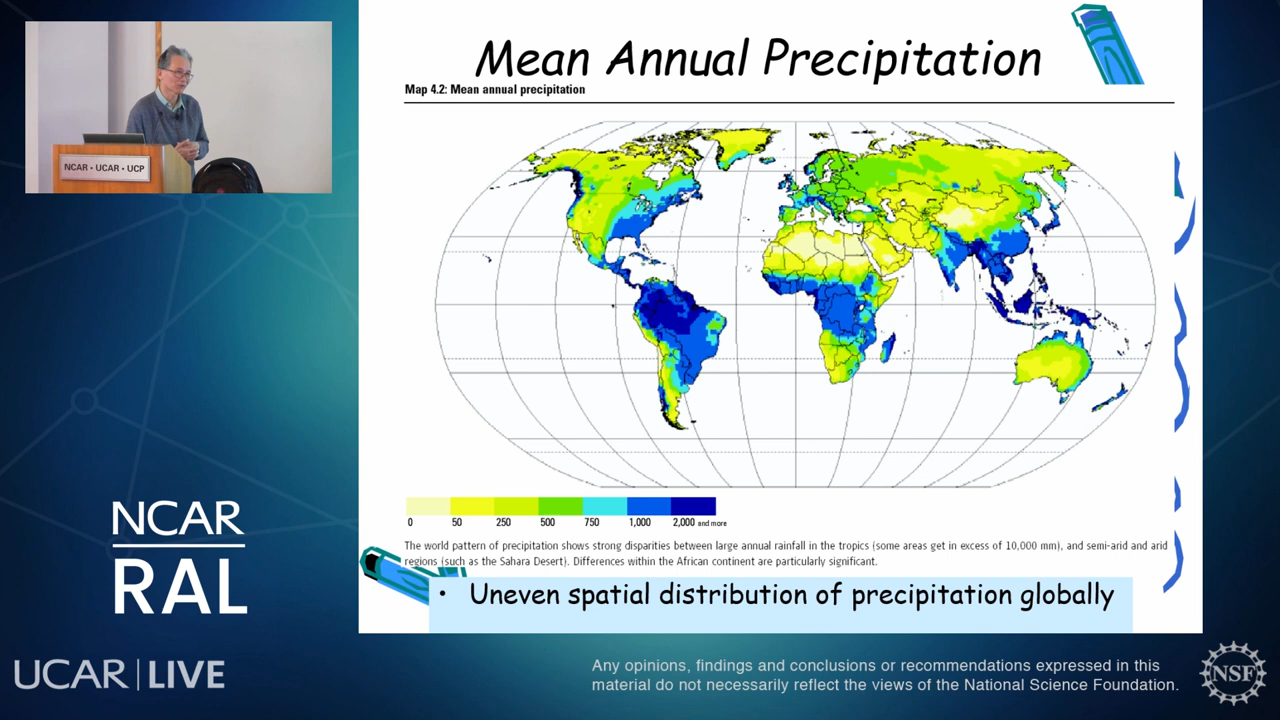 NCAR • UCAR • UCP
Mean Annual Precipitation
Map 4.2: Mean annual precipitation
0 50 250 500 750 1,000 2,000 and more
The world pattern of precipitation shows strong disparities between large annual rainfall in the tropics (some areas get in excess of 10,000 mm), and semi-arid and arid
regions (such as the Sahara Desert). Differences within the African continent are particularly significant.
• Uneven spatial distribution of precipitation globally
NCAR
RAL
UCAR | LIVE
Any opinions, findings and conclusions or recommendations expressed in this
material do not necessarily reflect the views of the National Science Foundation.
NSF